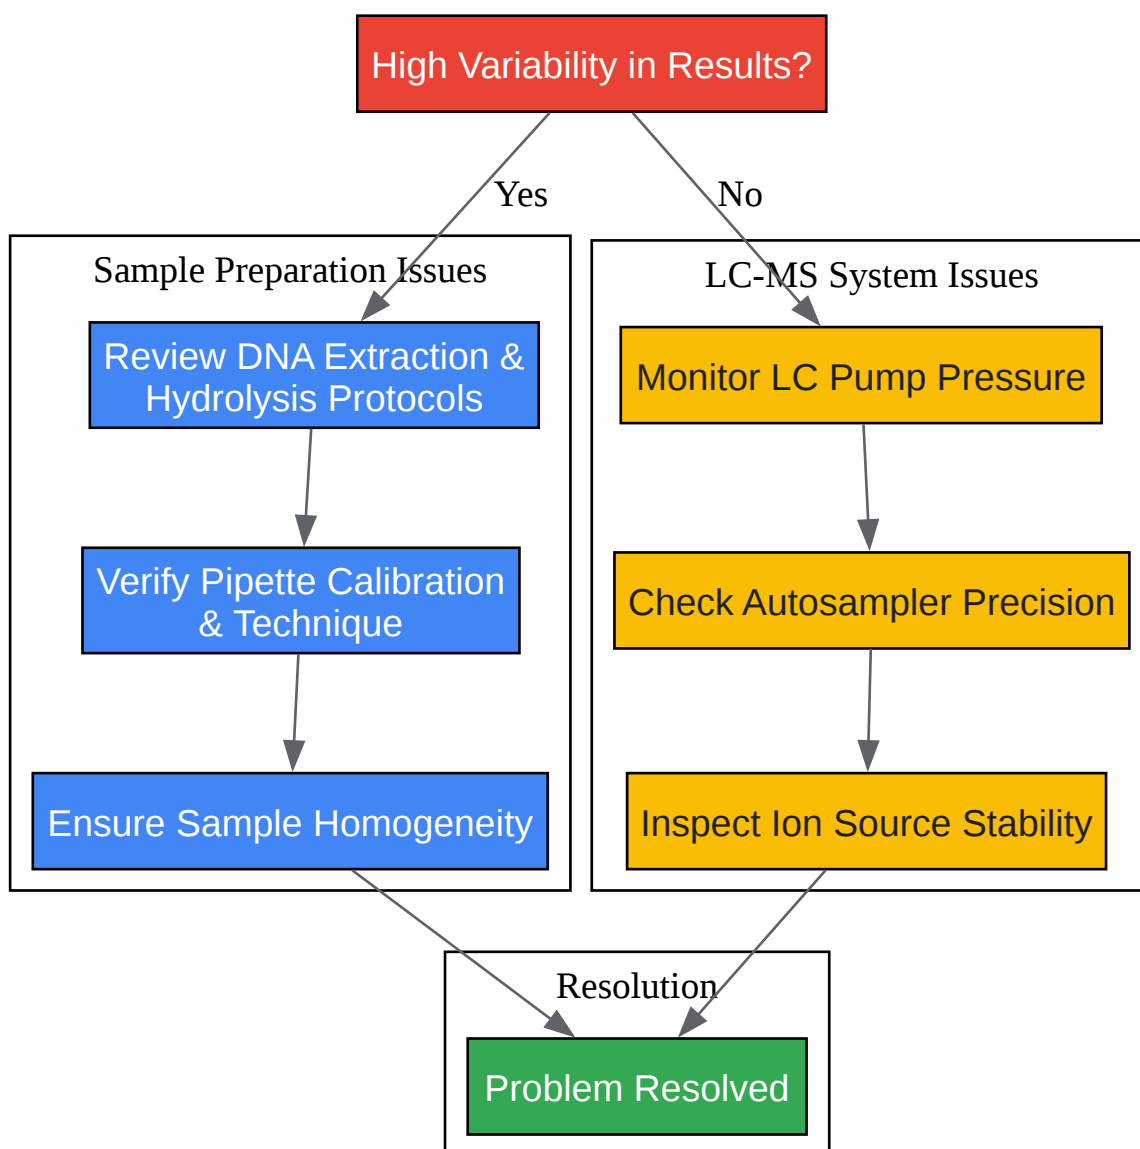 High Variability in Results?
Yes
No
Sample Preparation Issues
Review DNA Extraction &
Hydrolysis Protocols
Verify Pipette Calibration
& Technique
Ensure Sample Homogeneity
LC-MS System Issues
Monitor LC Pump Pressure
Check Autosampler Precision
Inspect Ion Source Stability
Resolution
Problem Resolved